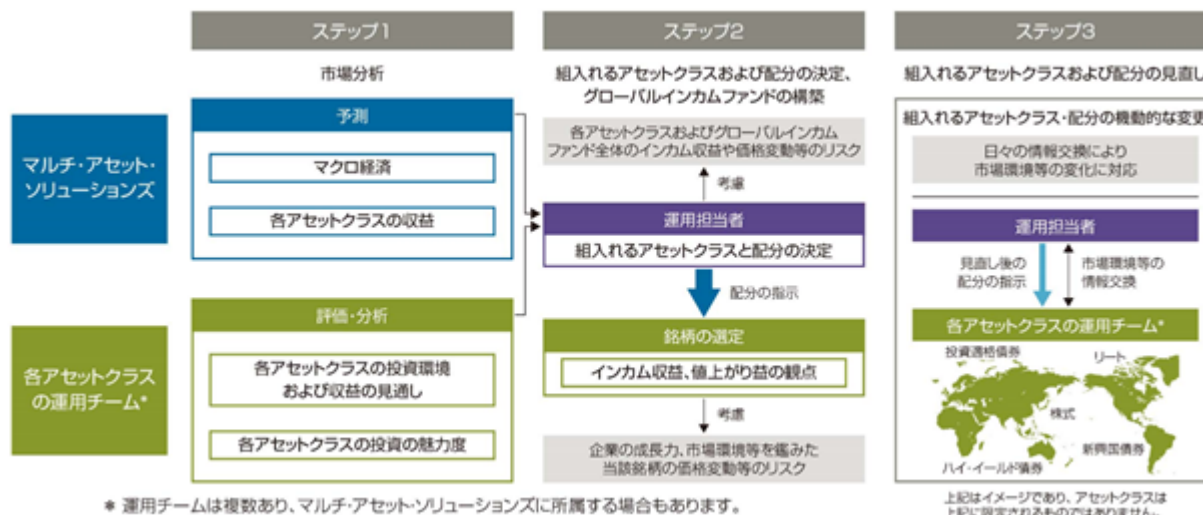 ステップ1
ステップ2
ステップ3
市場分析
組入れるアセットクラスおよび配分の決定、
グローバルインカムファンドの構築
組入れるアセットクラスおよび配分の見直し
マルチ・アセット・
ソリューションズ
予測
マクロ経済
各アセットクラスの収益
各アセットクラス
の運用チーム*
評価・分析
各アセットクラスの投資環境
および収益の見通し
各アセットクラスの投資の魅力度
各アセットクラスおよびグローバルインカム
ファンド全体のインカム収益や価格変動等のリスク
考慮
運用担当者
組入れるアセットクラスと配分の決定
配分の指示
銘柄の選定
インカム収益、値上がり益の観点
考慮
企業の成長力、市場環境等を鑑みた
当該銘柄の価格変動等のリスク
組入れるアセットクラス・配分の機動的な変更
日々の情報交換により
市場環境等の変化に対応
運用担当者
見直し後の
配分の指示
市場環境等の
情報交換
各アセットクラスの運用チーム*
投資適格債券
リート
株式
新興国債券
ハイ・イールド債券
* 運用チームは複数あり、マルチ・アセット・ソリューションズに所属する場合もあります。
上記はイメージであり、アセットクラスは
上記に限定されるものではありません。